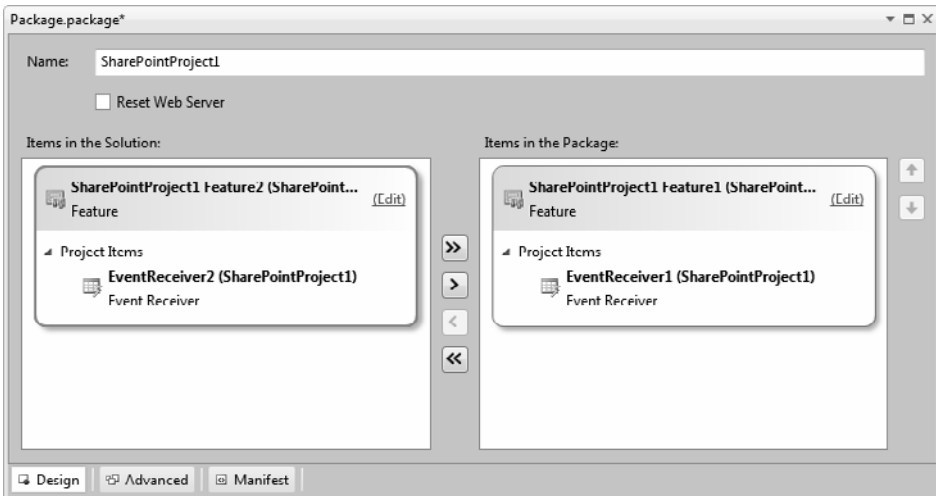 Package.package*
Name: SharePointProject1
Reset Web Server
Items in the Solution:
SharePointProject1 Feature2 (SharePoint...
(Edit)
Feature
Project Items
EventReceiver2 (SharePointProject1)
Event Receiver
Items in the Package:
SharePointProject1 Feature1 (SharePoint...
(Edit)
Feature
Project Items
EventReceiver1 (SharePointProject1)
Event Receiver
Design
Advanced
Manifest